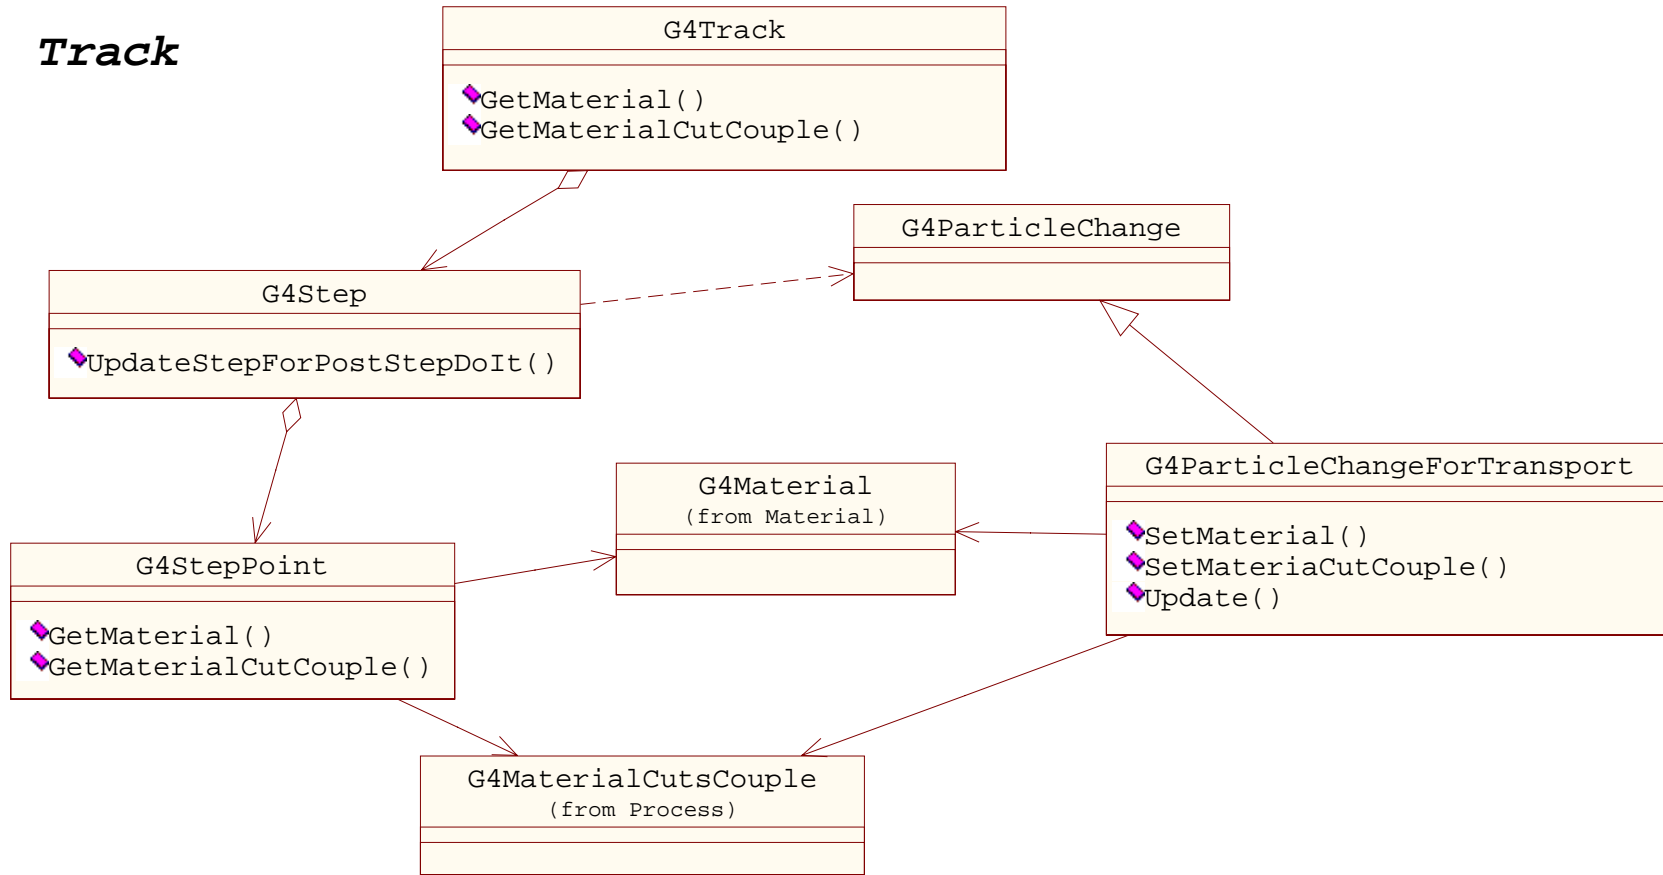 Track
G4Track
GetMaterial()
GetMaterialCutCouple()
G4ParticleChange
G4Step
UpdateStepForPostStepDoIt()
G4Material
(from Material)
G4ParticleChangeForTransport
SetMaterial()
SetMateriaCutCouple()
Update()
G4StepPoint
GetMaterial()
GetMaterialCutCouple()
G4MaterialCutsCouple
(from Process)